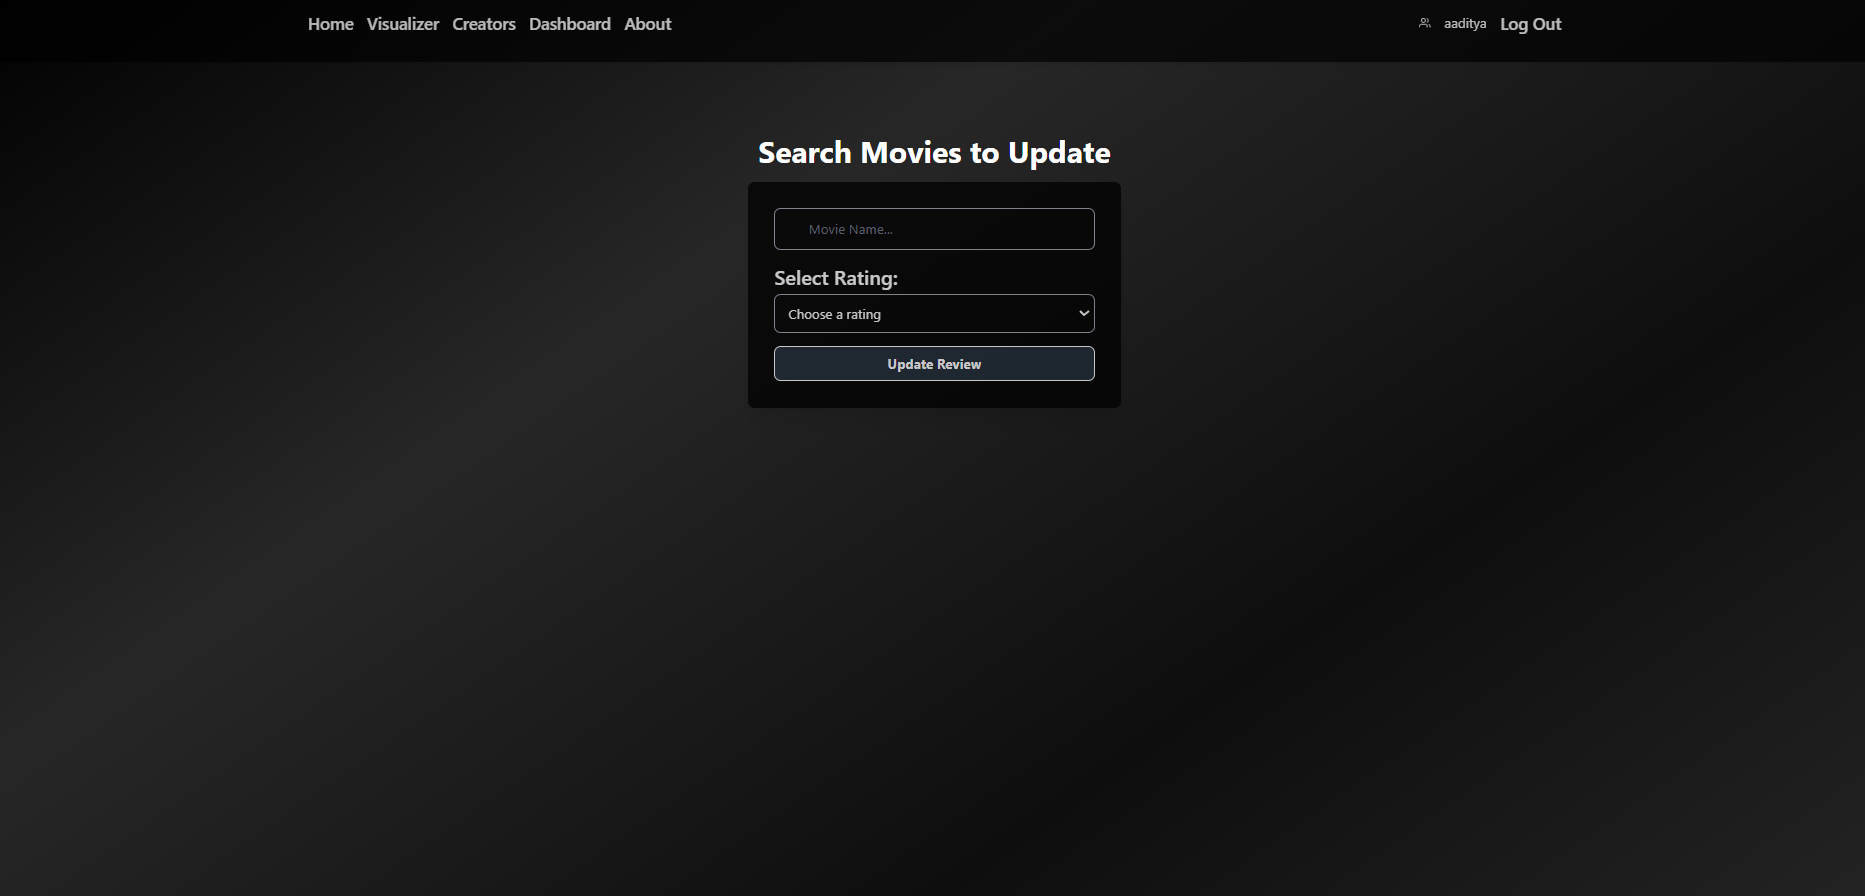 Home Visualizer Creators Dashboard About aaditya Log Out
Search Movies to Update
Movie Name...
Select Rating:
Choose a rating
Update Review